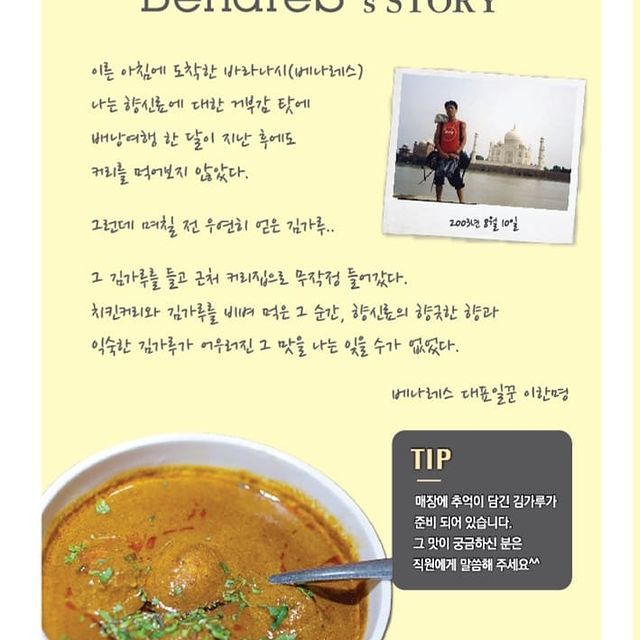 Benares's STORY
이른 아침에 도착한 바라나시(베나레스)
나는 향신료에 대한 거부감 탓에
배낭여행 한 달이 지난 후에도
커리를 먹어보지 않았다.
2003년 8월 10일
그런데 며칠 전 우연히 얻은 김가루..
그 김가루를 들고 근처 커리집으로 무작정 들어갔다.
치킨커리와 김가루를 비벼 먹은 그 순간, 향신료의 향긋한 향과
익숙한 김가루가 어우러진 그 맛을 나는 잊을 수가 없었다.
베나레스 대표일꾼 이한명
TIP
매장에 추억이 담긴 김가루가
준비 되어 있습니다.
그 맛이 궁금하신 분은
직원에게 말씀해 주세요^^